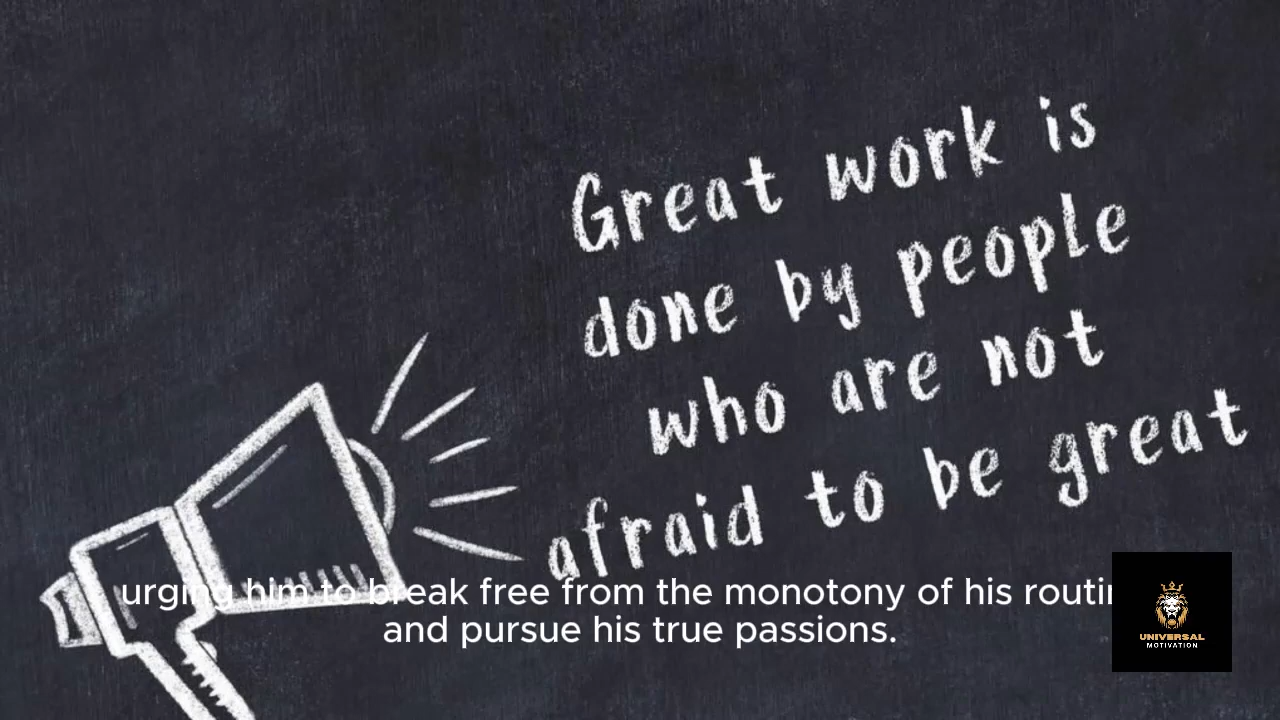 Great work is
done by people
who are not
afraid to be great
urging him to break free from the monotony of his
and pursue his true passions.
UNIVERSAL
MOTIVATION